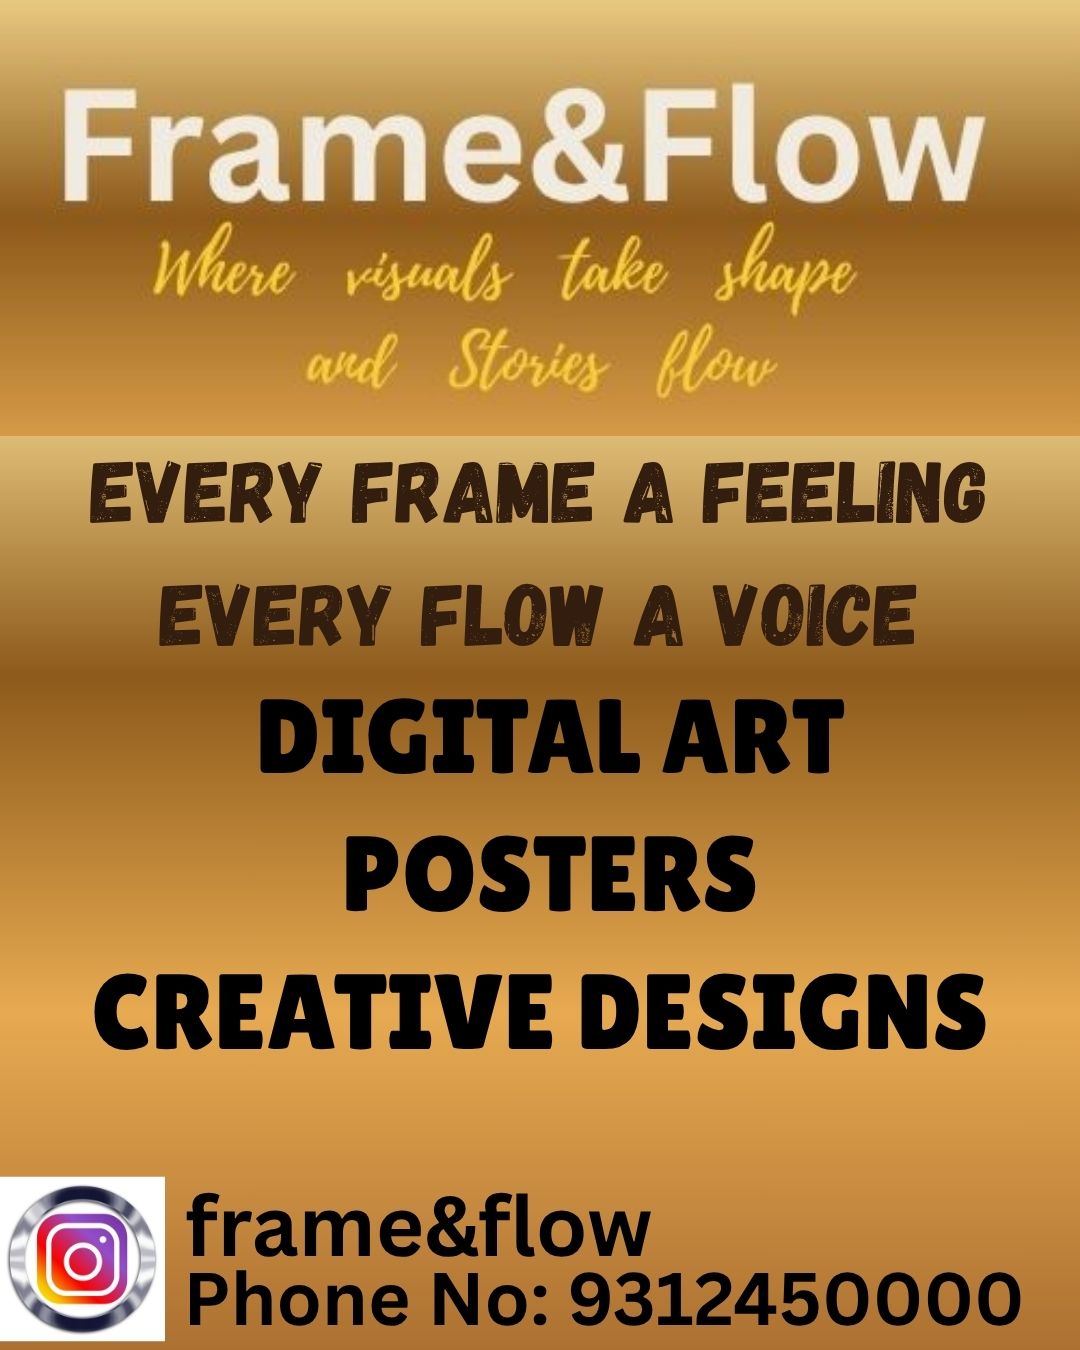 Frame&Flow
Where visuals take shape
and Stories flow
EVERY FRAME A FEELING
EVERY FLOW A VOICE
DIGITAL ART
POSTERS
CREATIVE DESIGNS
frame&flow
Phone No: 9312450000